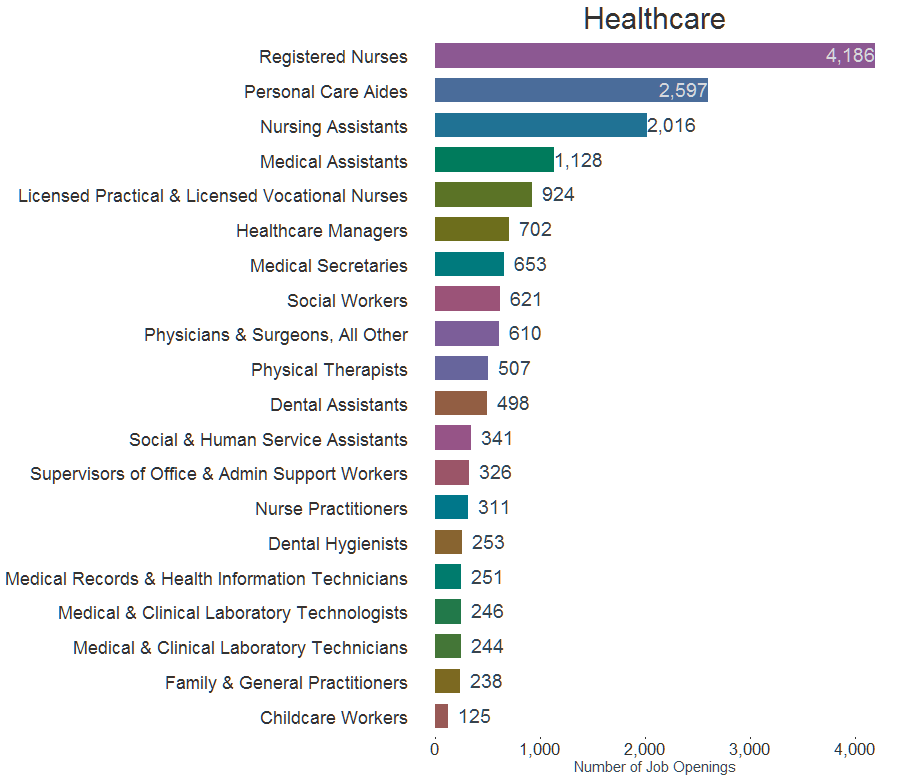 Healthcare
Registered Nurses 4,186
Personal Care Aides 2,597
Nursing Assistants 2,016
Medical Assistants 1,128
Licensed Practical & Licensed Vocational Nurses 924
Healthcare Managers 702
Medical Secretaries 653
Social Workers 621
Physicians & Surgeons, All Other 610
Physical Therapists 507
Dental Assistants 498
Social & Human Service Assistants 341
Supervisors of Office & Admin Support Workers 326
Nurse Practitioners 311
Dental Hygienists 253
Medical Records & Health Information Technicians 251
Medical & Clinical Laboratory Technologists 246
Medical & Clinical Laboratory Technicians 244
Family & General Practitioners 238
Childcare Workers 125
0 1,000 2,000 3,000 4,000
Number of Job Openings